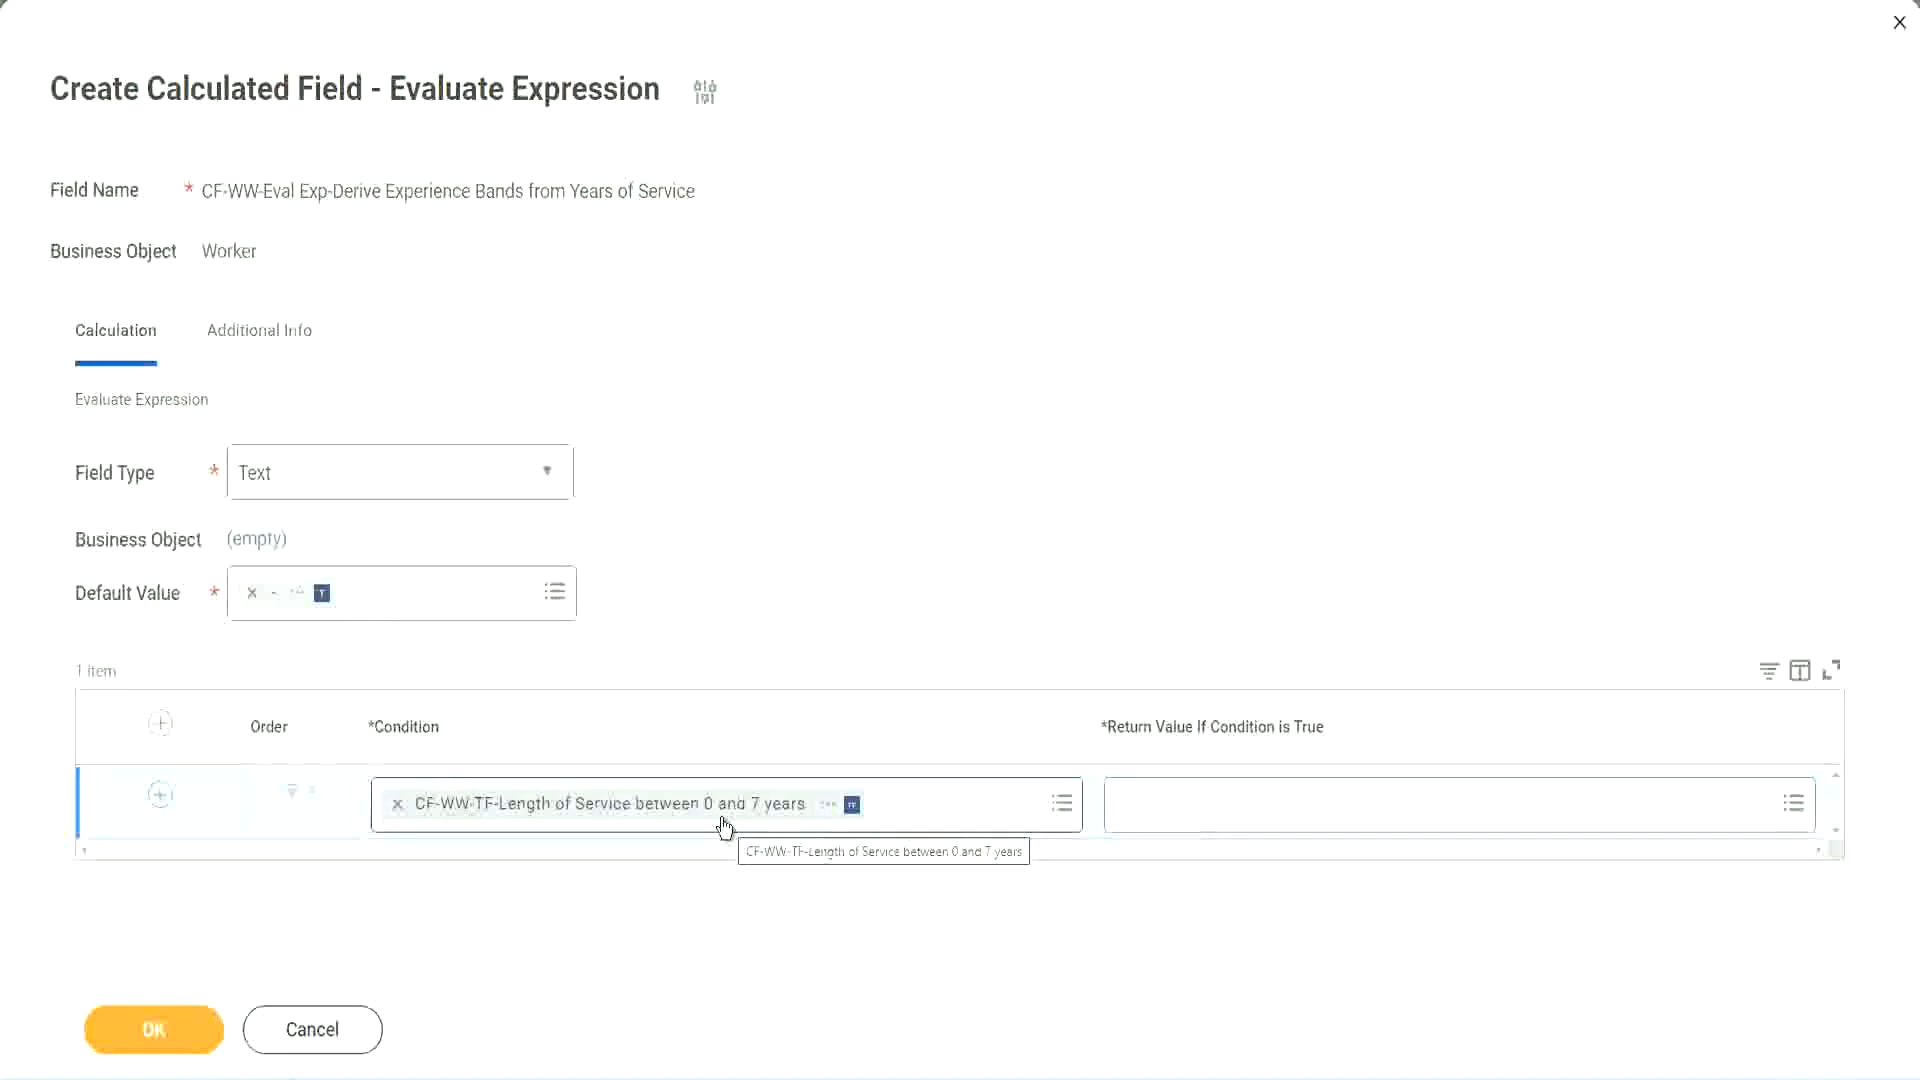 Create Calculated Field - Evaluate Expression
Field Name * CF-WW-Eval Exp-Derive Experience Bands from Years of Service
Business Object Worker
Calculation Additional Info
Evaluate Expression
Field Type * Text
Business Object (empty)
Default Value * × - T
1 item
Order *Condition *Return Value If Condition is True
× CF-WW-TF-Length of Service between 0 and 7 years TF
CF-WW-TF-Length of Service between 0 and 7 years
OK Cancel